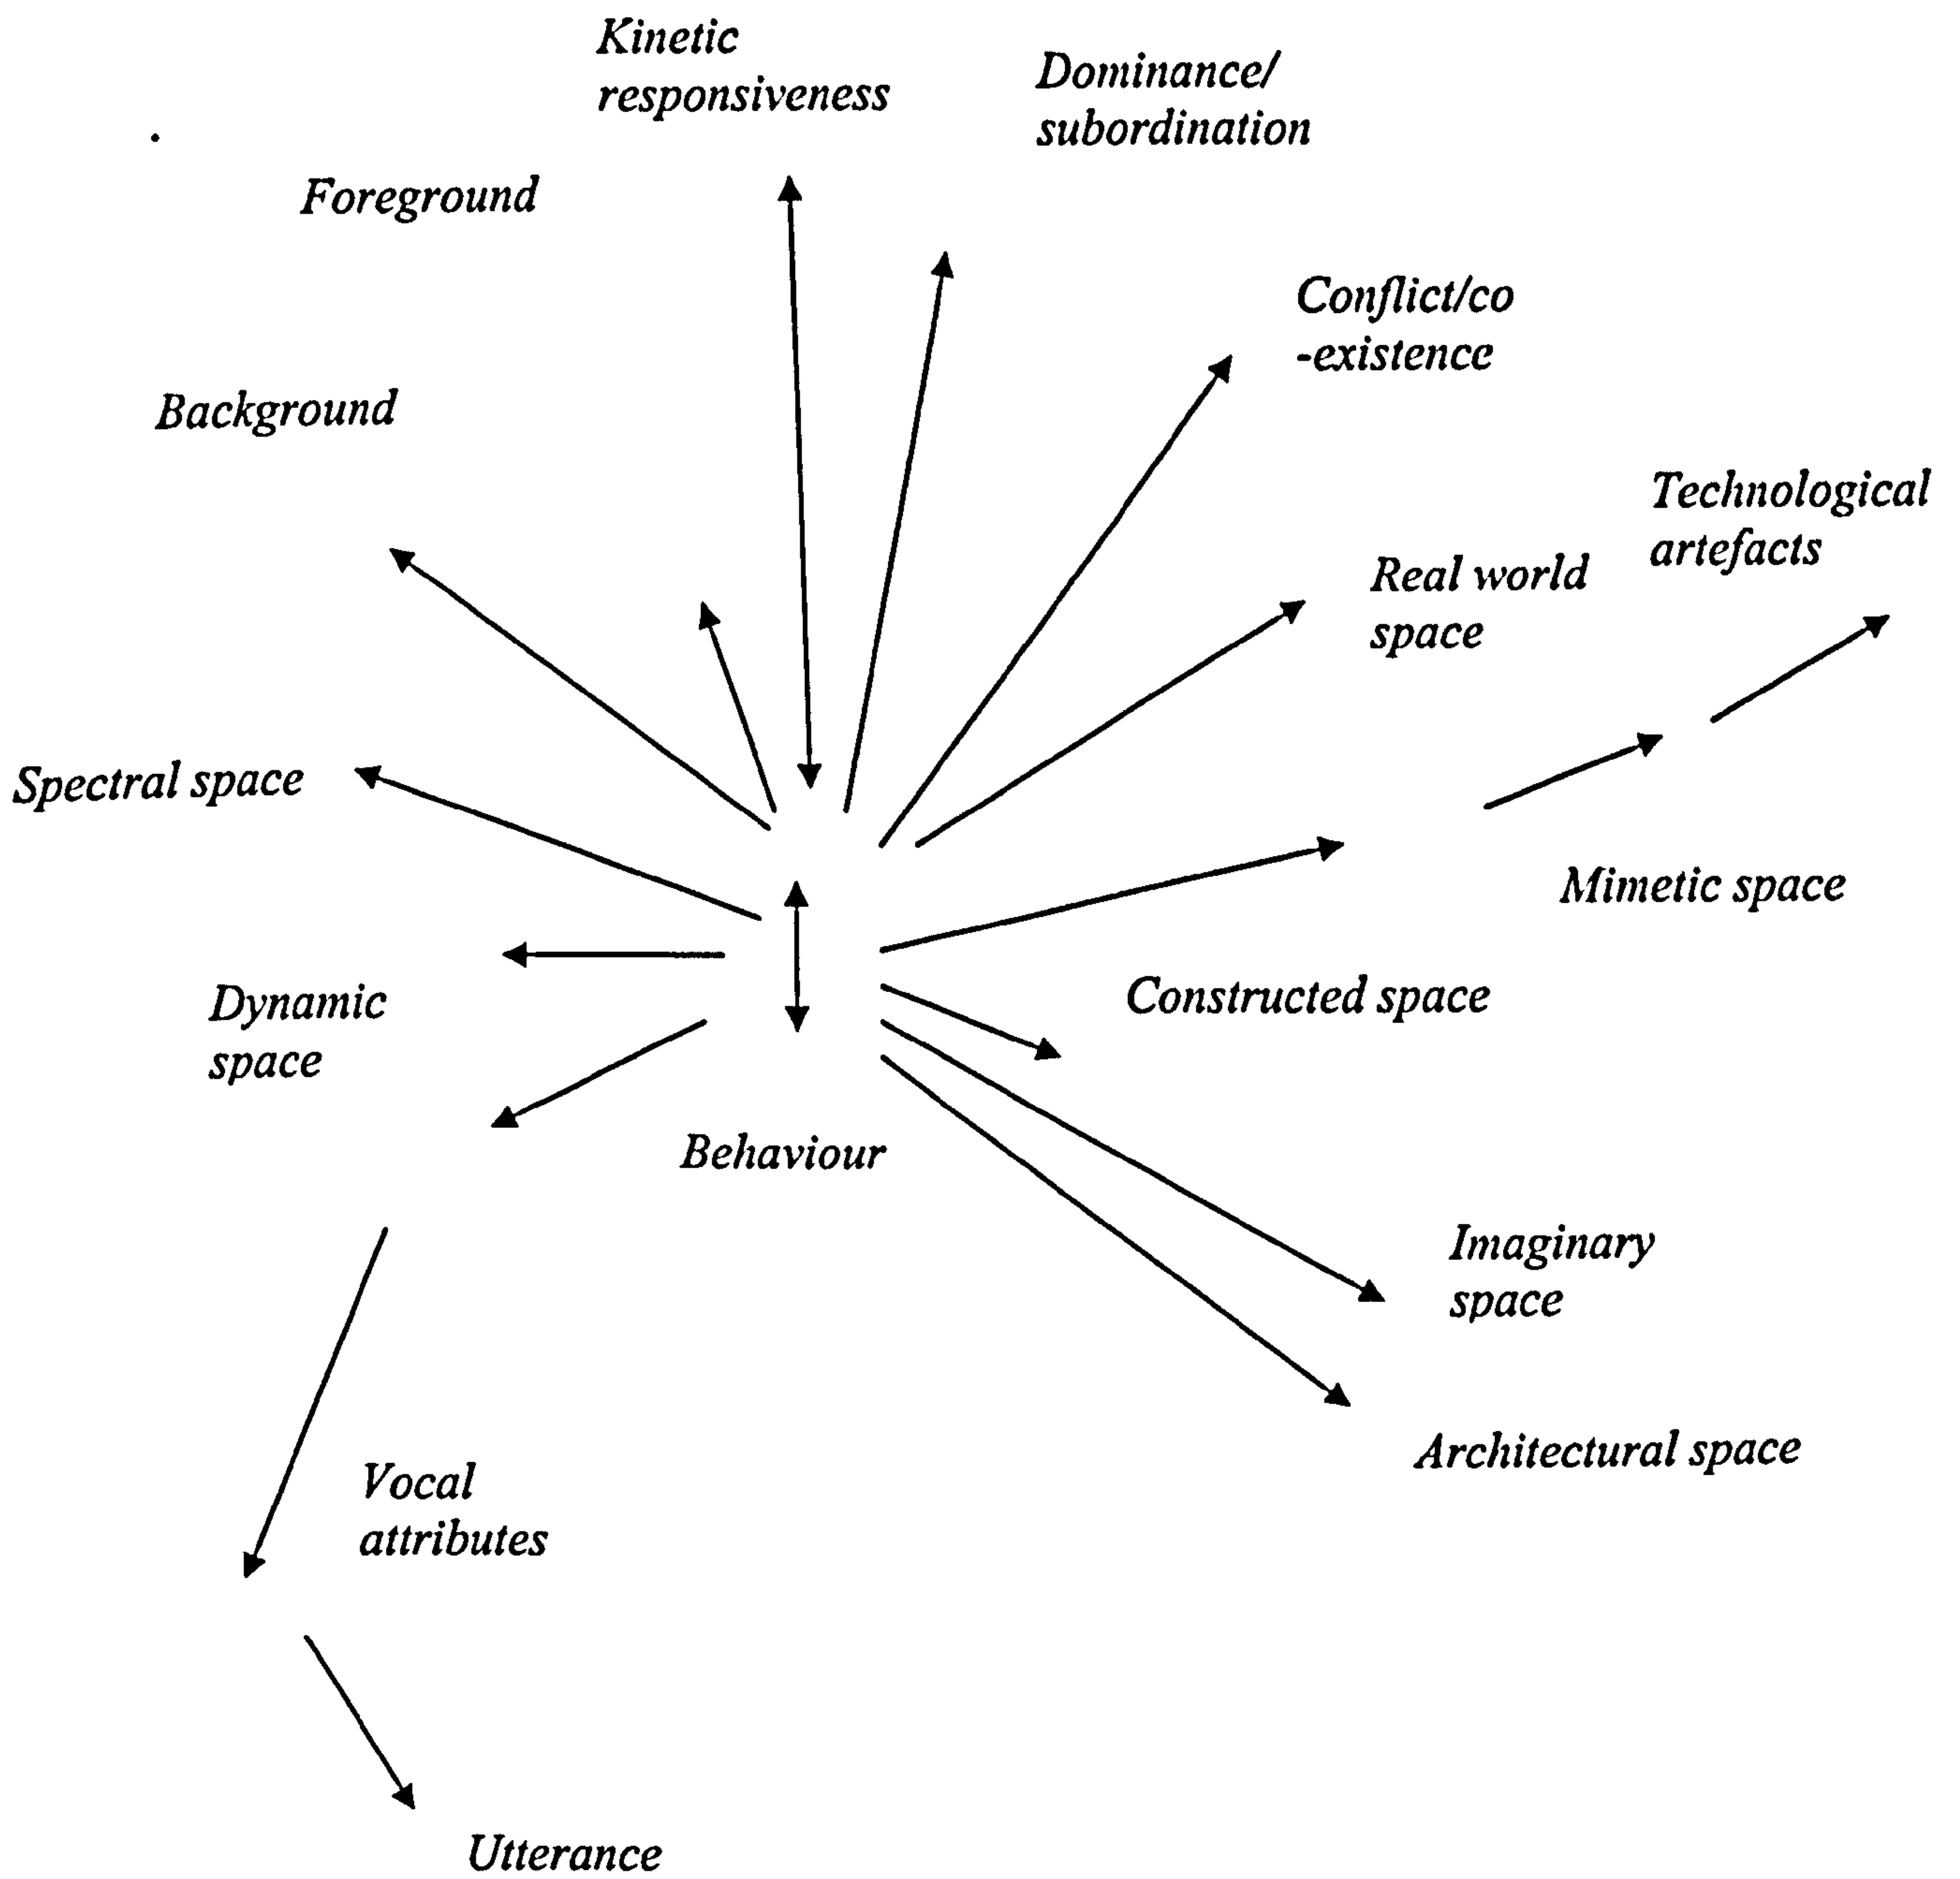 Kinetic
responsiveness
Dominance/
subordination
Foreground
Conflict/co
-existence
Background
Technological
artefacts
Real world
space
Spectral space
Mimetic space
Constructed space
Dynamic
space
Behaviour
Imaginary
space
Architectural space
Vocal
attributes
Utterance